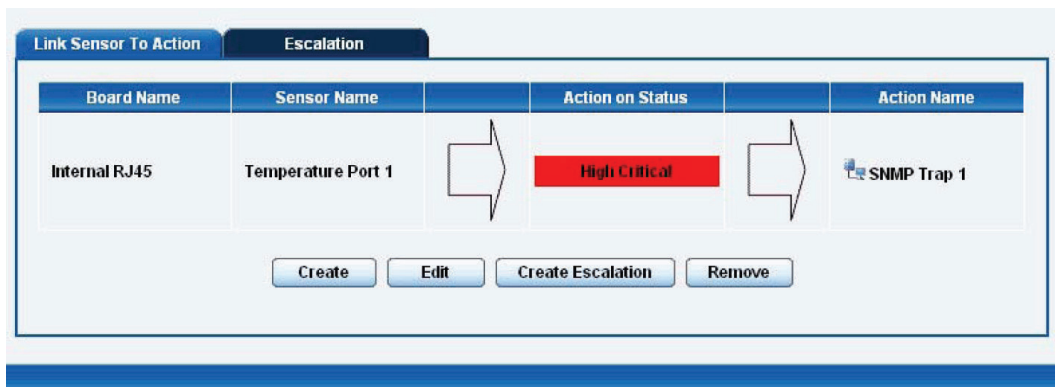 Link Sensor To Action Escalation
Board Name Sensor Name Action on Status Action Name
Internal RJ45 Temperature Port 1 High Critical SNMP Trap 1
Create Edit Create Escalation Remove